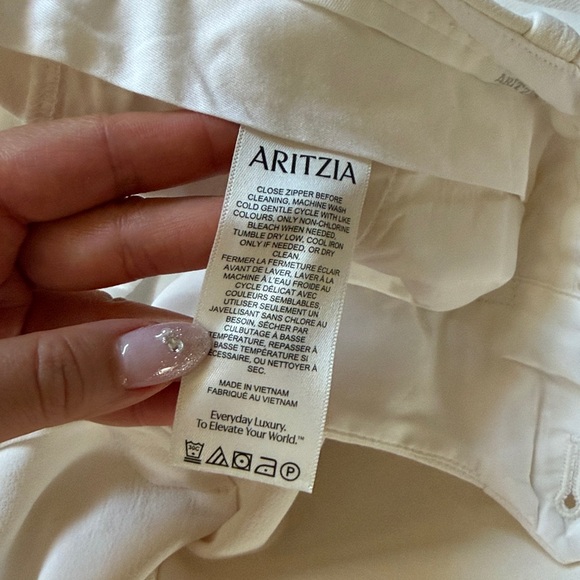 ARITZIA
CLOSE ZIPPER BEFORE
CLEANING, MACHINE WASH
COLD GENTLE CYCLE WITH LIKE
COLOURS, ONLY NON-CHLORINE
BLEACH WHEN NEEDED,
TUMBLE DRY LOW, COOL IRON
ONLY IF NEEDED, OR DRY
CLEAN.
FERMER LA FERMETURE ÉCLAIR
AVANT DE LAVER, LAVER À LA
MACHINE À L'EAU FROIDE AU
CYCLE DÉLICAT AVEC
COULEURS SEMBLABLES,
UTILISER SEULEMENT UN
JAVELLISANT SANS CHLORE AU
BESOIN, SÉCHER PAR
CULBUTAGE À BASSE
TEMPÉRATURE, REPASSER À
BASSE TEMPÉRATURE SI
ÉCESSAIRE, OU NETTOYER À
SEC.
MADE IN VIETNAM
FABRIQUÉ AU VIETNAM
Everyday Luxury.
To Elevate Your World.™
30C
P